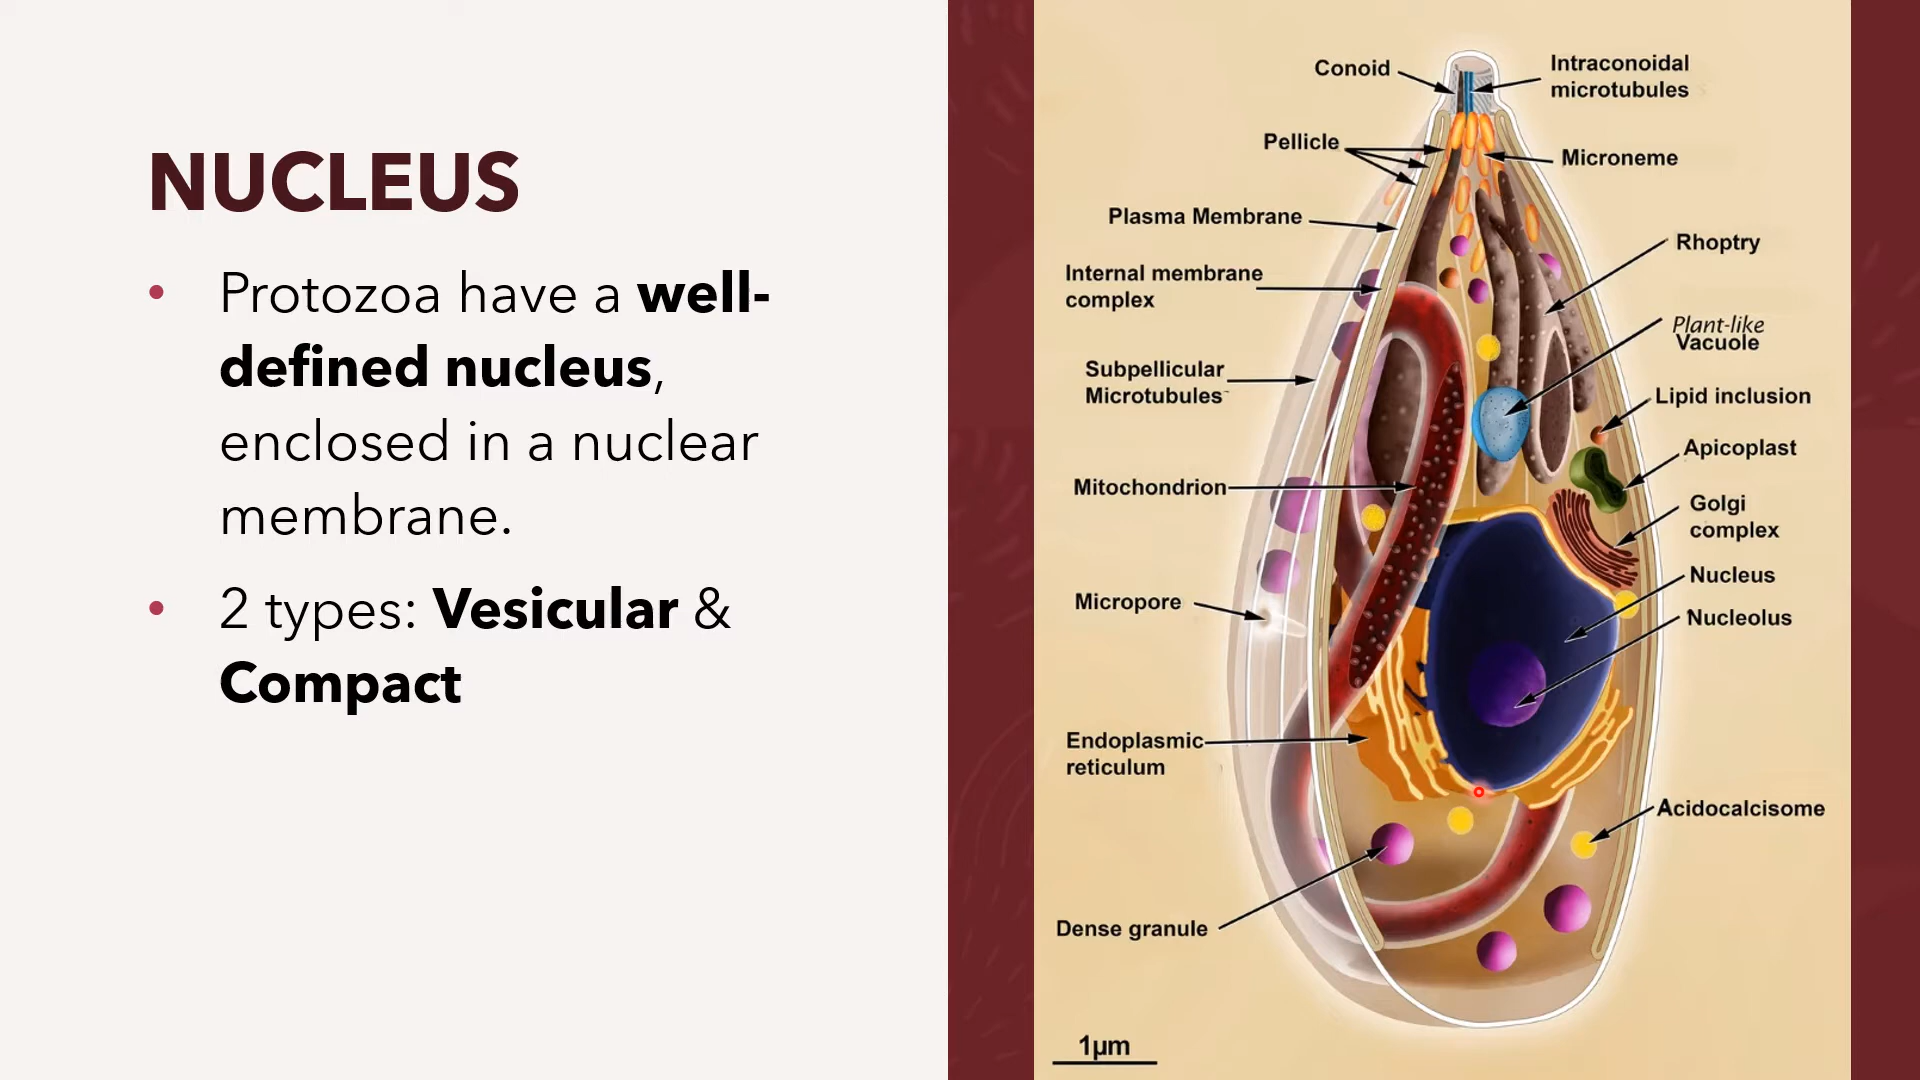 NUCLEUS
• Protozoa have a well-
defined nucleus,
enclosed in a nuclear
membrane.
• 2 types: Vesicular &
Compact
Conoid
Intraconoidal
microtubules
Pellicle
Microneme
Plasma Membrane
Rhoptry
Internal membrane
complex
Plant-like
Vacuole
Subpellicular
Microtubules
Lipid inclusion
Apicoplast
Mitochondrion
Golgi
complex
Nucleus
Micropore
Nucleolus
Endoplasmic
reticulum
Acidocalcisome
Dense granule
1µm